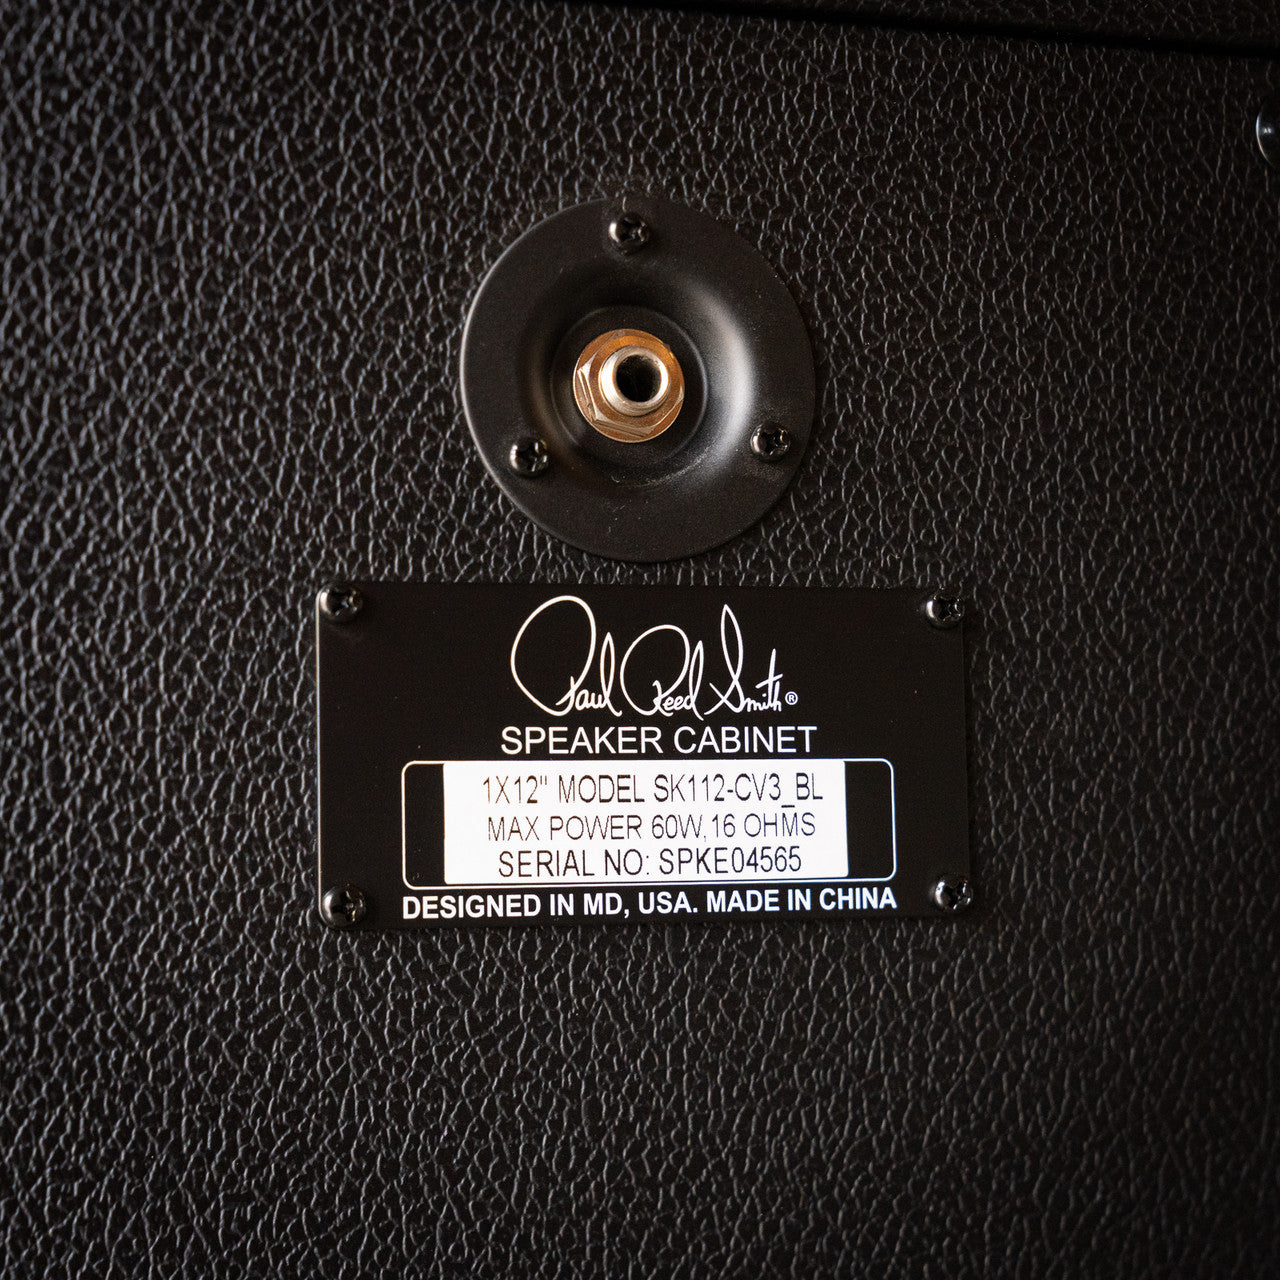 Paul Reed Smith®
SPEAKER CABINET
1X12" MODEL SK112-CV3_BL
MAX POWER 60W, 16 OHMS
SERIAL NO: SPKE04565
DESIGNED IN MD, USA. MADE IN CHINA